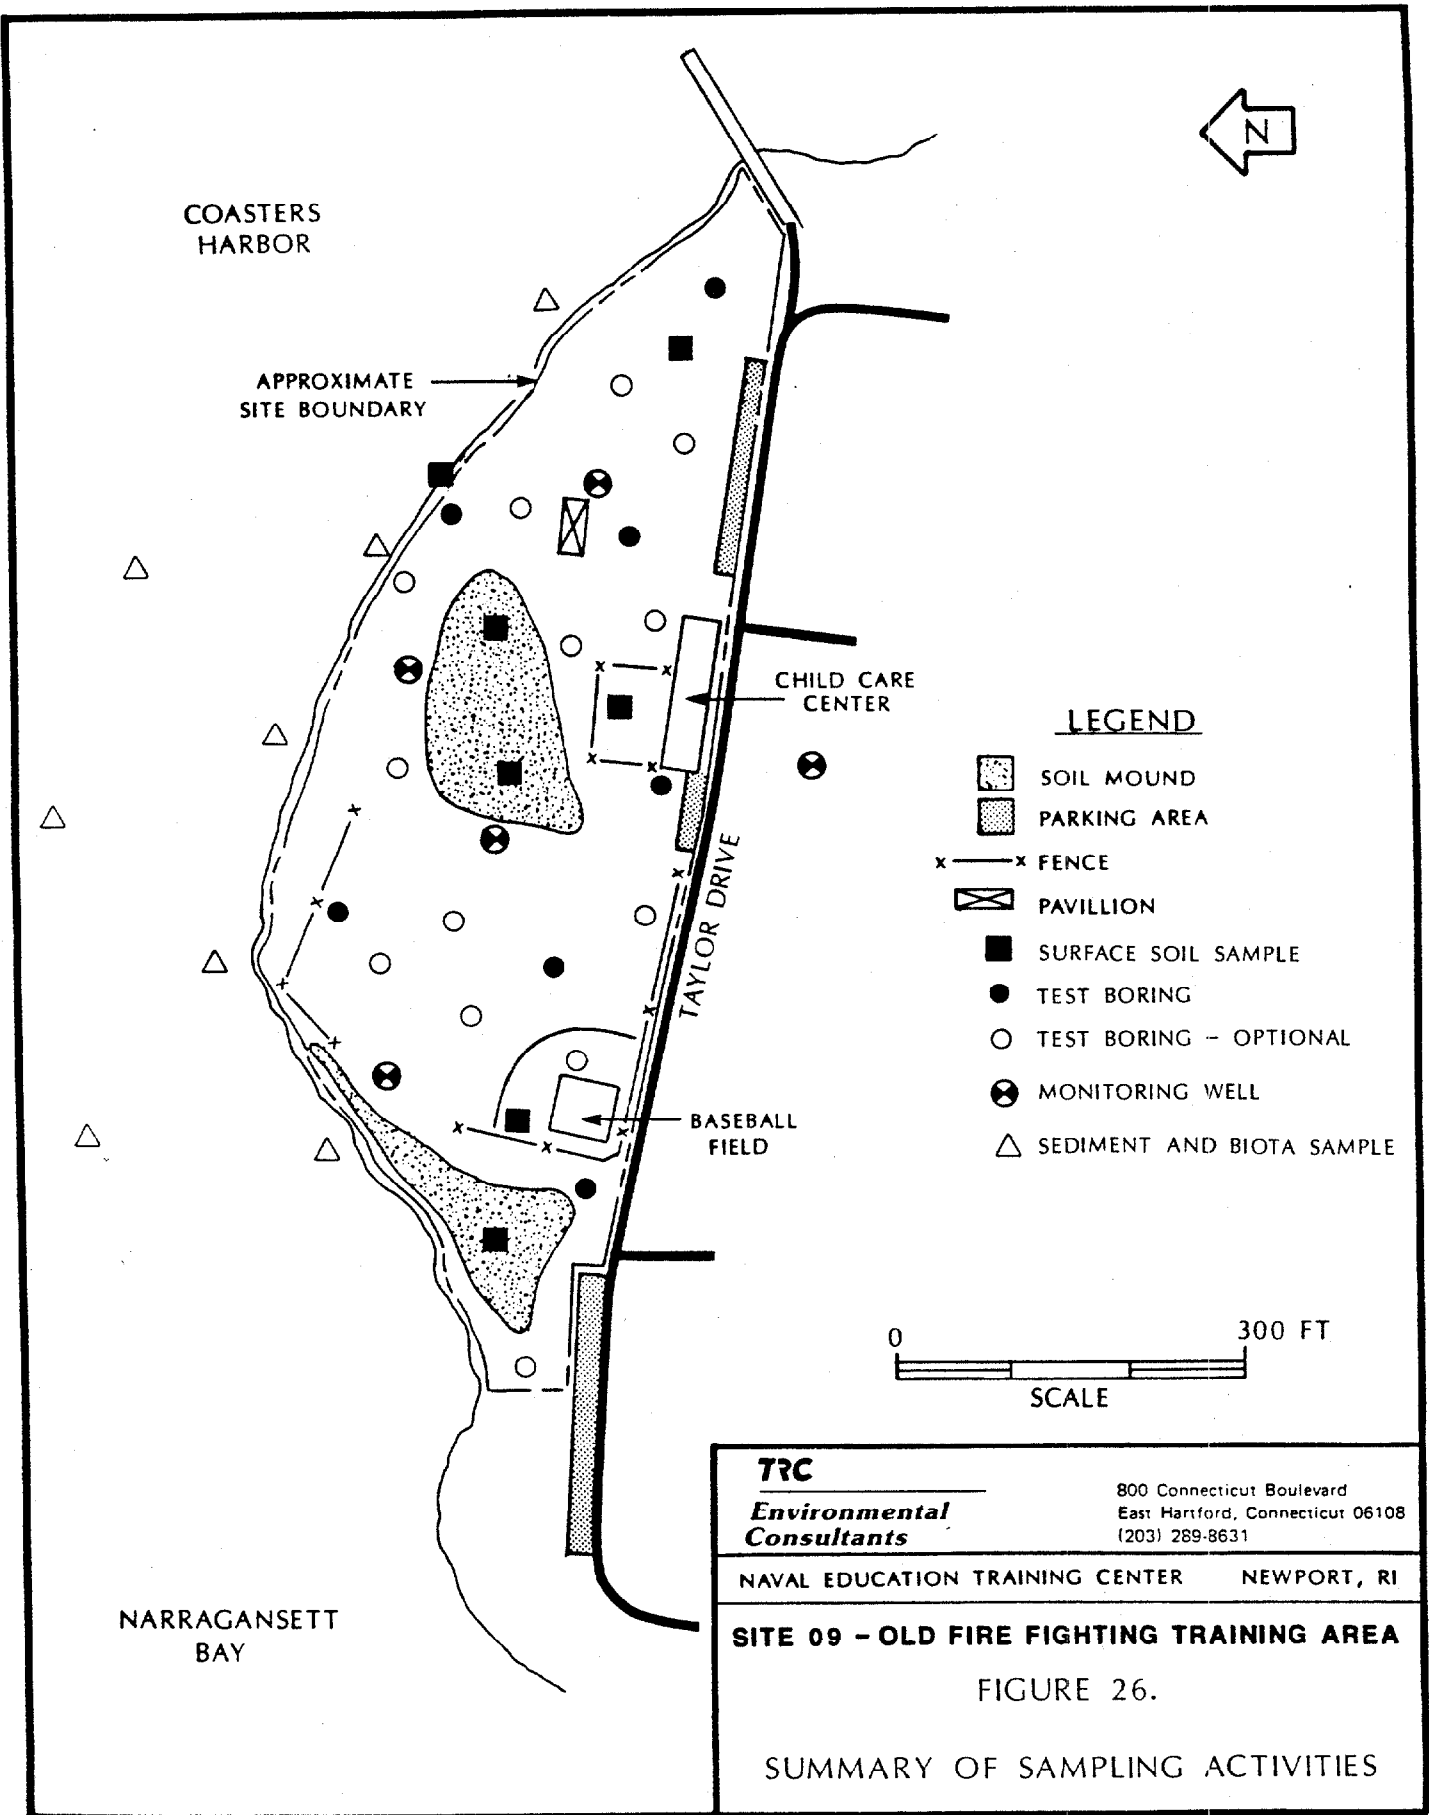 N
COASTERS
HARBOR
APPROXIMATE
SITE BOUNDARY
CHILD CARE
CENTER
LEGEND
SOIL MOUND
PARKING AREA
x x FENCE
PAVILLION
SURFACE SOIL SAMPLE
TEST BORING
TEST BORING - OPTIONAL
MONITORING WELL
SEDIMENT AND BIOTA SAMPLE
TAYLOR DRIVE
BASEBALL
FIELD
0 300 FT
SCALE
NARRAGANSETT
BAY
TRC
Environmental
Consultants
800 Connecticut Boulevard
East Hartford, Connecticut 06108
(203) 289-8631
NAVAL EDUCATION TRAINING CENTER NEWPORT, RI
SITE 09 - OLD FIRE FIGHTING TRAINING AREA
FIGURE 26.
SUMMARY OF SAMPLING ACTIVITIES